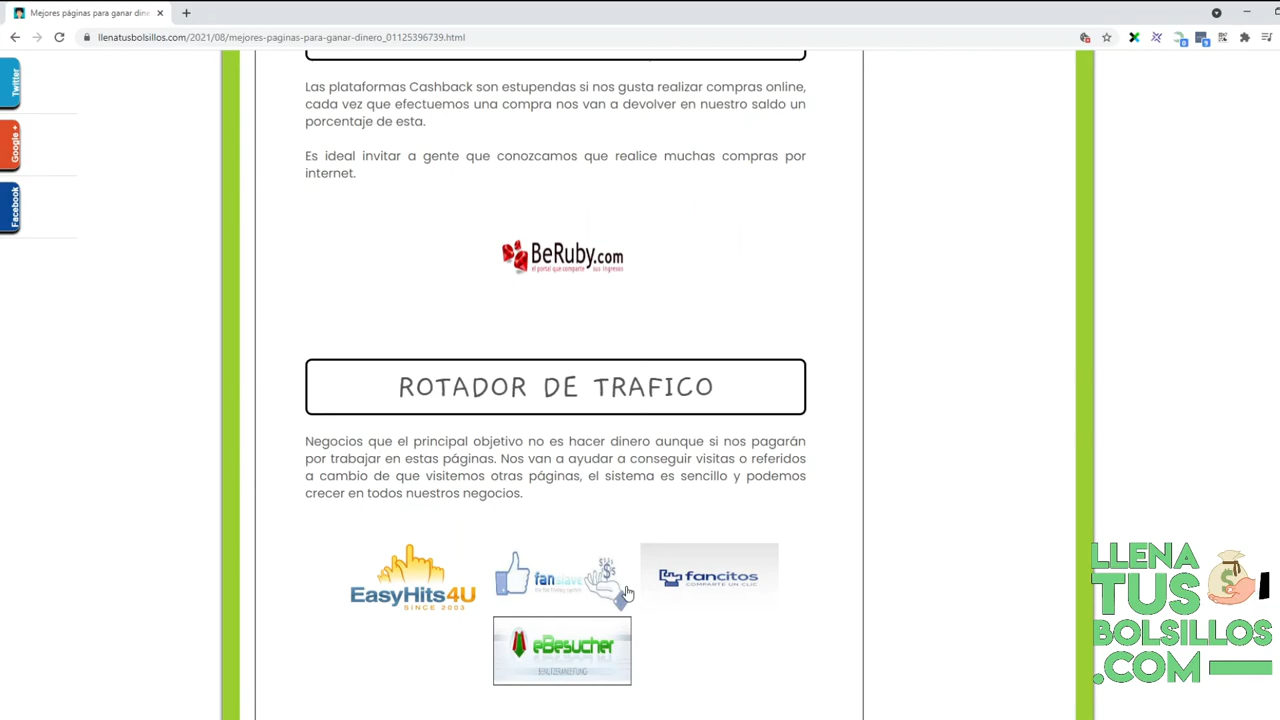 Mejores páginas para ganar dine
llenatusbolsillos.com/2021/08/mejores-paginas-para-ganar-dinero_01125396739.html
Twitter
Google +
Facebook
Las plataformas Cashback son estupendas si nos gusta realizar compras online,
cada vez que efectuemos una compra nos van a devolver en nuestro saldo un
porcentaje de esta.
Es ideal invitar a gente que conozcamos que realice muchas compras por
internet.
BeRuby.com
el portal que comparte sus ingresos
ROTADOR DE TRAFICO
Negocios que el principal objetivo no es hacer dinero aunque si nos pagarán
por trabajar en estas páginas. Nos van a ayudar a conseguir visitas o referidos
a cambio de que visitemos otras páginas, el sistema es sencillo y podemos
crecer en todos nuestros negocios.
EasyHits4U
SINCE 2003
fanslave
fancitos
COMPARTE UN CLIC
eBesucher
BENUTZERANLEITUNG
LLENA
TUS
BOLSILLOS
.COM